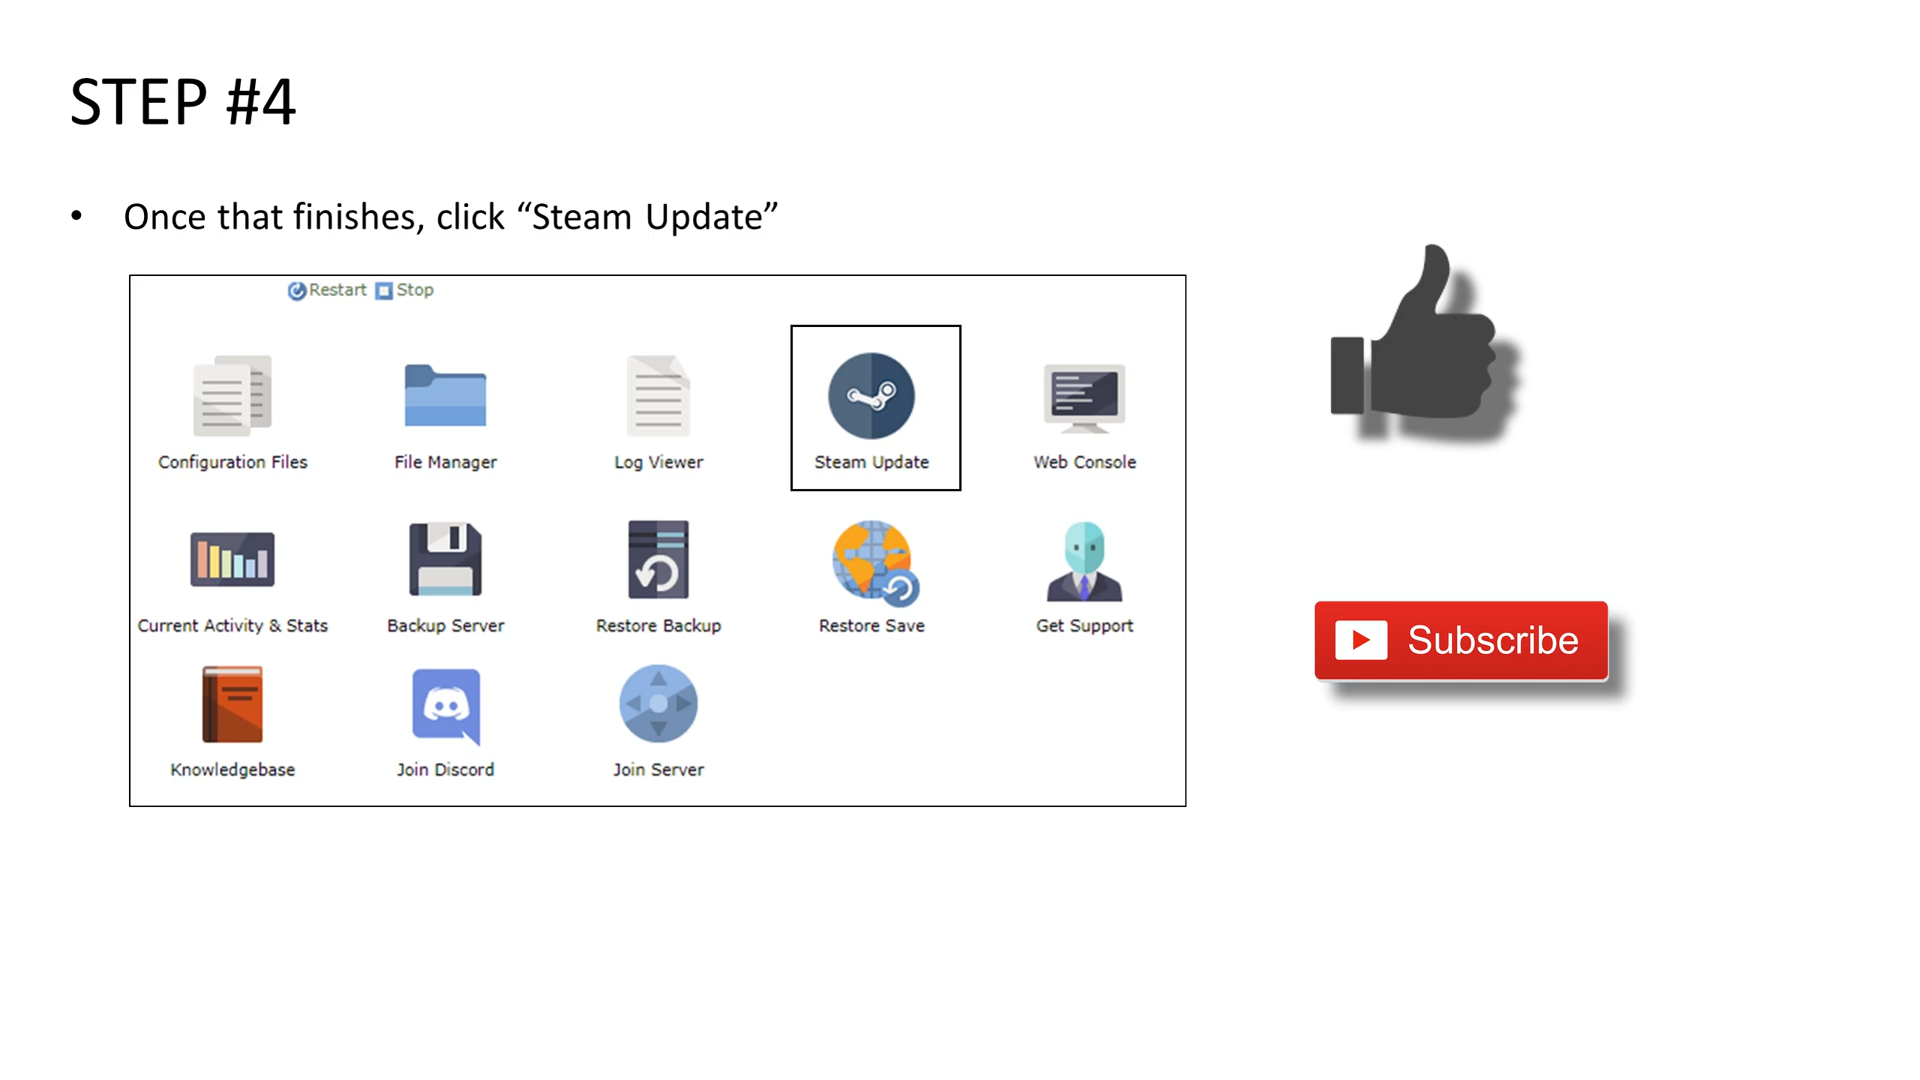 STEP #4
• Once that finishes, click “Steam Update”
Restart Stop
Configuration Files File Manager Log Viewer Steam Update Web Console
Current Activity & Stats Backup Server Restore Backup Restore Save Get Support
Knowledgebase Join Discord Join Server
Subscribe